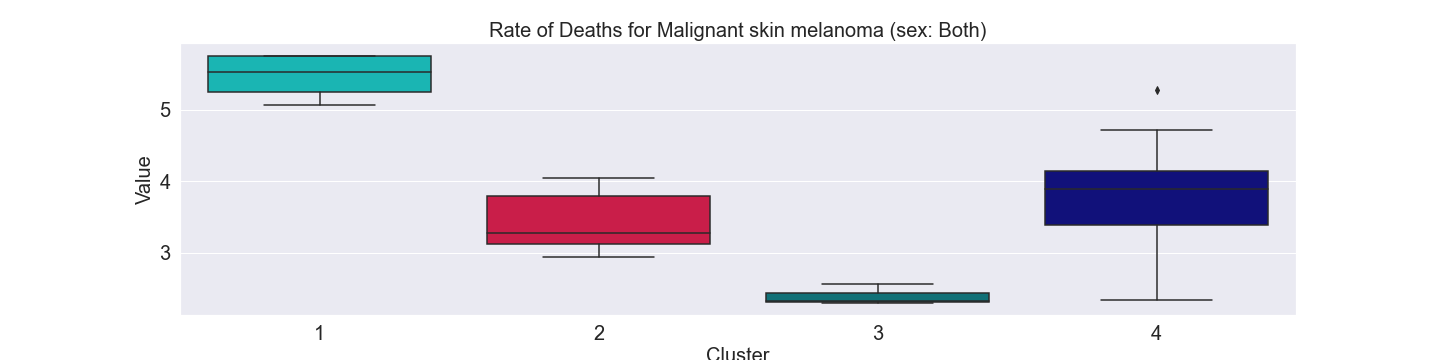 Rate of Deaths for Malignant skin melanoma (sex: Both)
Value
5
4
3
1 2 3 4
Cluster